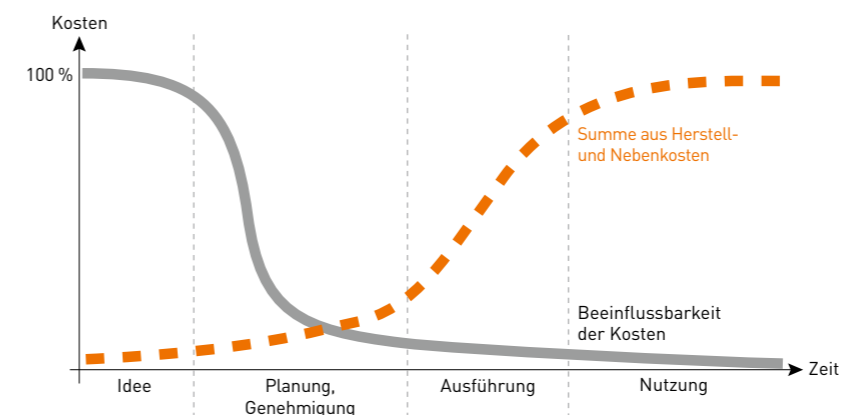 Kosten
100 %
Summe aus Herstell-
und Nebenkosten
Beeinflussbarkeit
der Kosten
Zeit
Idee
Planung,
Genehmigung
Ausführung
Nutzung